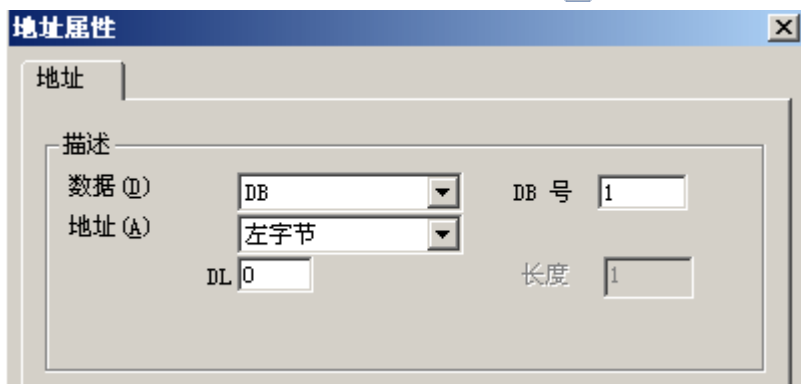 地址属性
地址
描述
数据(D) DB DB 号 1
地址(A) 左字节
DL 0 长度 1